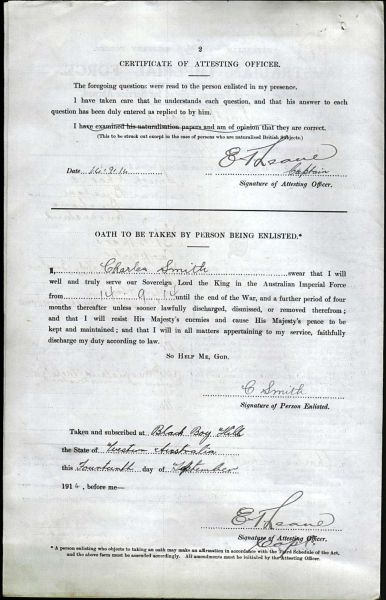 2
CERTIFICATE OF ATTESTING OFFICER.
The foregoing questions were read to the person enlisted in my presence.
I have taken care that he understands each question, and that his answer to each
question has been duly entered as replied to by him.
I have examined his naturalisation papers and am of opinion that they are correct.
(This to be struck out except in the case of persons who are naturalised British Subjects.)
Date 14.9.14
Captain
Signature of Attesting Officer.
OATH TO BE TAKEN BY PERSON BEING ENLISTED.*
I, Charles Smith swear that I will
well and truly serve our Sovereign Lord the King in the Australian Imperial Force
from 14 9 14 until the end of the War, and a further period of four
months thereafter unless sooner lawfully discharged, dismissed, or removed therefrom; and
that I will resist His Majesty's enemies and cause His Majesty's peace to
be kept and maintained; and that I will in all matters appertaining to my service, faithfully
discharge my duty according to law.
SO HELP ME, GOD.
C Smith
Signature of Person Enlisted.
Taken and subscribed at Black Boy Hill
the State of Western Australia
this Fourteenth day of September
1914, before me—
Capt.
Signature of Attesting Officer.
* A person enlisting who objects to taking an oath may make an affirmation in accordance with the Third Schedule of the Act,
and the above form must be amended accordingly. All amendments must be initialed by the Attesting Officer.